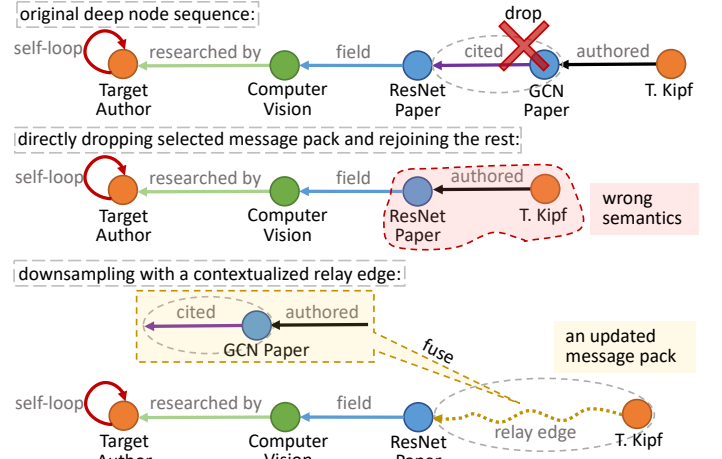 original deep node sequence:
drop
self-loop
researched by
field
cited
authored
Target
Author
Computer
Vision
ResNet
Paper
GCN
Paper
T. Kipf
directly dropping selected message pack and rejoining the rest:
self-loop
researched by
field
authored
Target
Author
Computer
Vision
ResNet
Paper
T. Kipf
wrong
semantics
downsampling with a contextualized relay edge:
cited
authored
GCN Paper
fuse
an updated
message pack
self-loop
researched by
field
relay edge
Target
Author
Computer
Vision
ResNet
Paper
T. Kipf